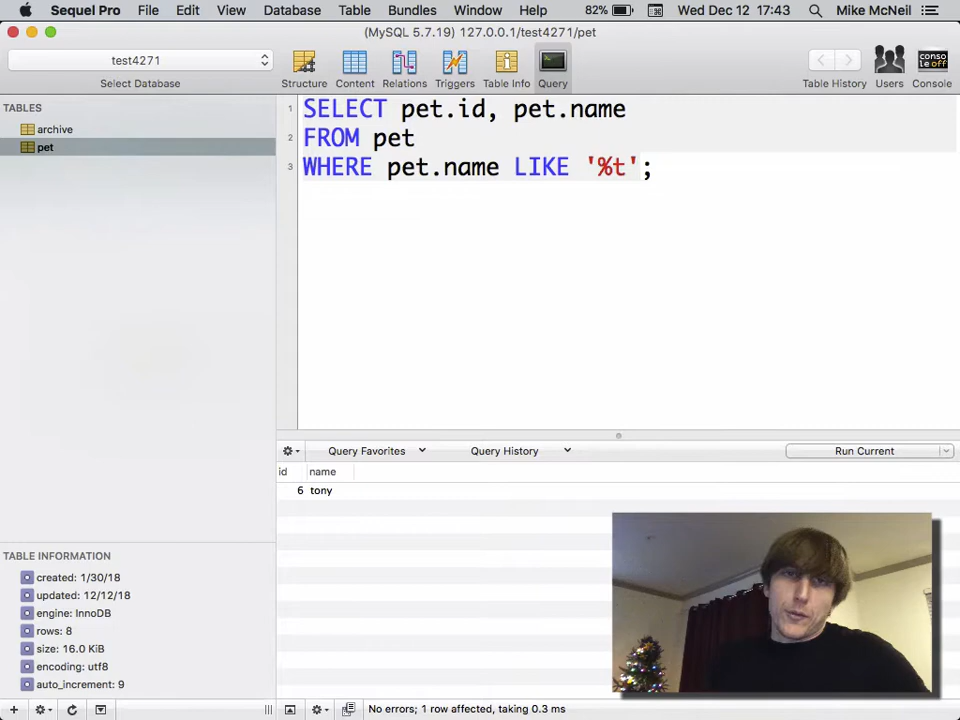 Sequel Pro File Edit View Database Table Bundles Window Help 82% Wed Dec 12 17:43 Mike McNeil
(MySQL 5.7.19) 127.0.0.1/test4271/pet
test4271
Select Database Structure Content Relations Triggers Table Info Query Table History Users Console
conso
le off
TABLES
archive
pet
1 SELECT pet.id, pet.name
2 FROM pet
3 WHERE pet.name LIKE '%t';
Query Favorites Query History Run Current
id name
6 tony
TABLE INFORMATION
created: 1/30/18
updated: 12/12/18
engine: InnoDB
rows: 8
size: 16.0 KiB
encoding: utf8
auto_increment: 9
No errors; 1 row affected, taking 0.3 ms